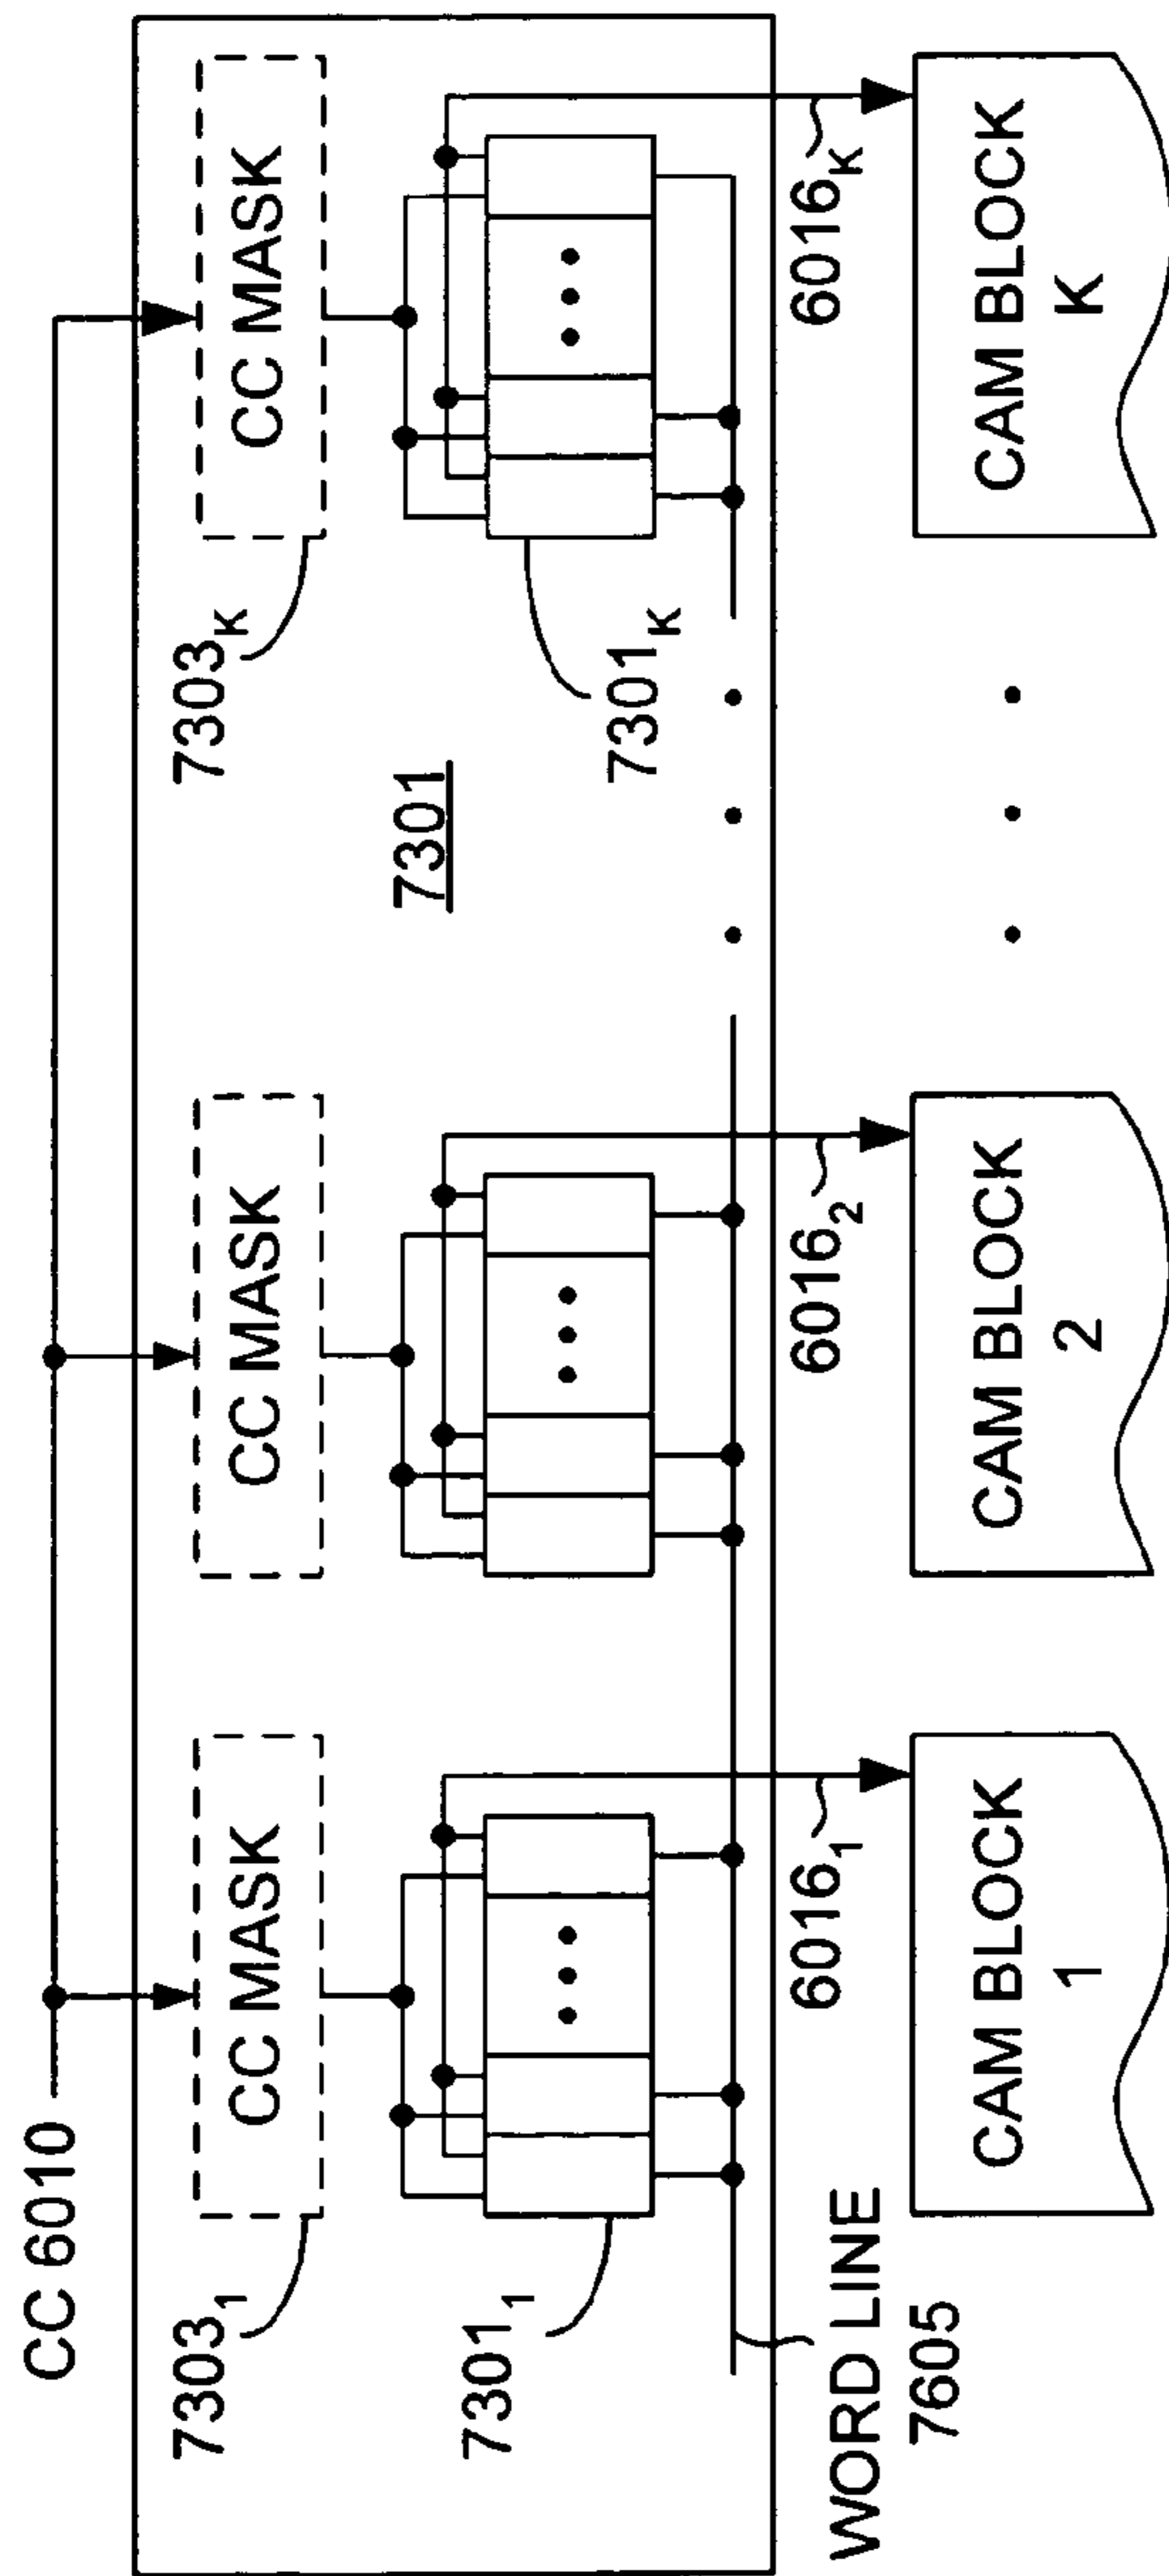 CC 6010
7303₁
CC MASK
CC MASK
7303ₖ
CC MASK
7301₁
7301
7301ₖ
WORD LINE
7605
6016₁
6016₂
6016ₖ
CAM BLOCK
1
CAM BLOCK
2
CAM BLOCK
K